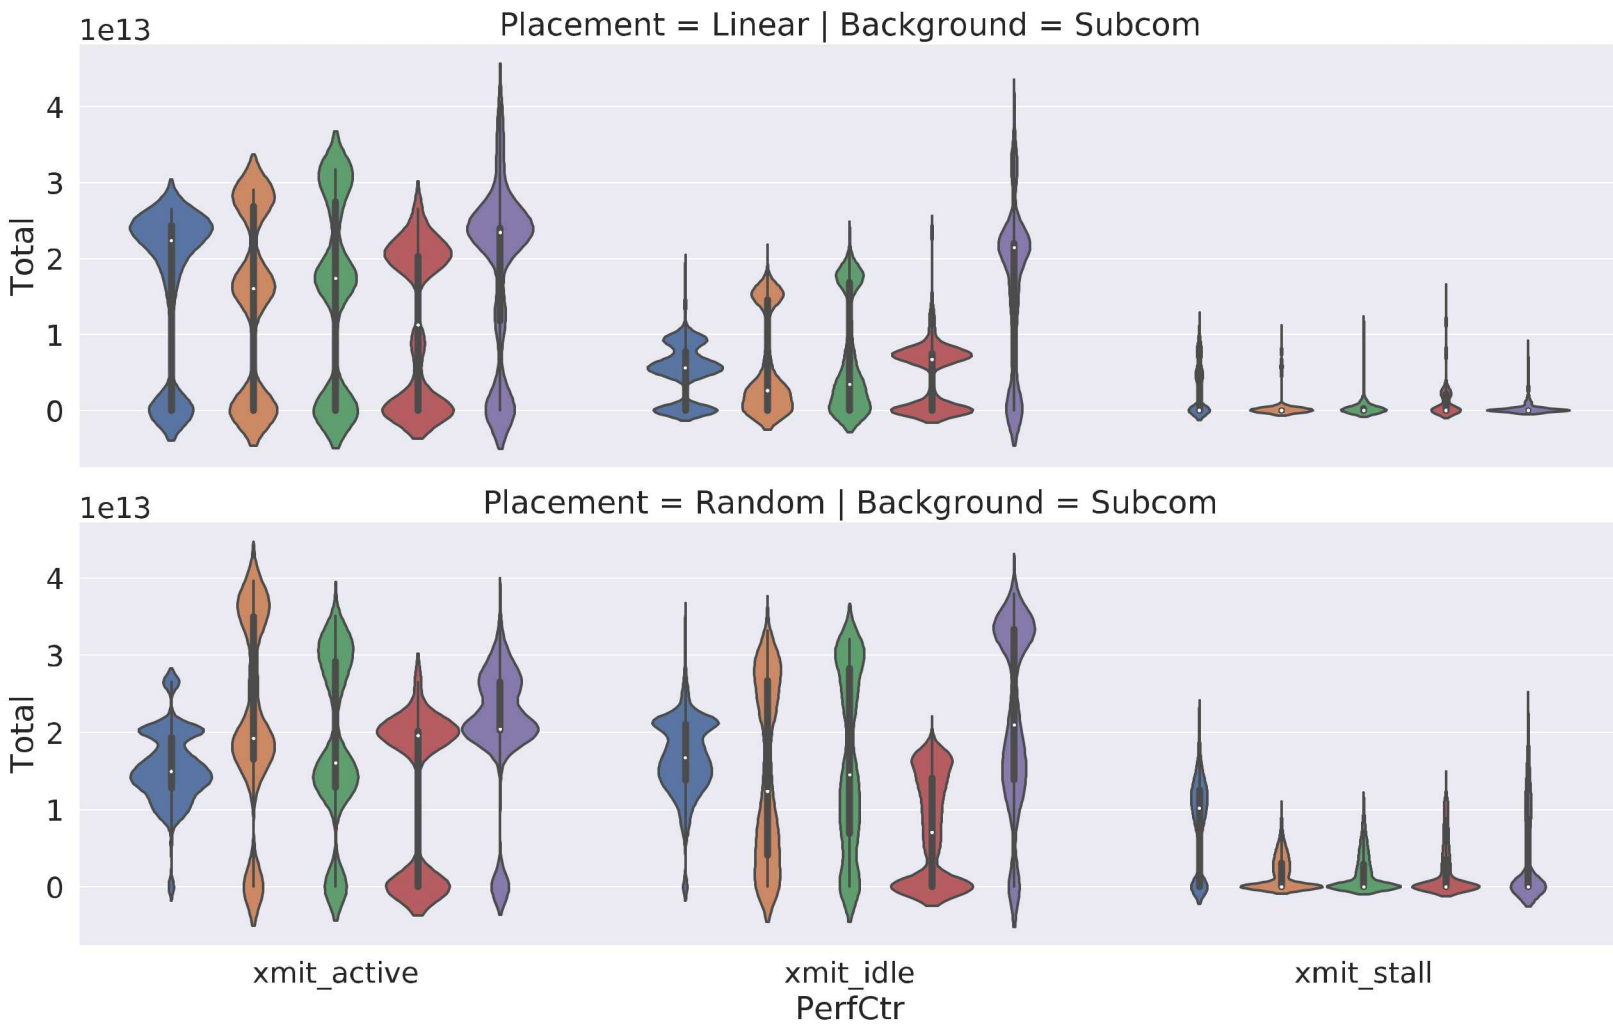 Placement = Linear | Background = Subcom
1e13
4
3
2
1
0
Total
Placement = Random | Background = Subcom
1e13
4
3
2
1
0
Total
xmit_active xmit_idle xmit_stall
PerfCtr